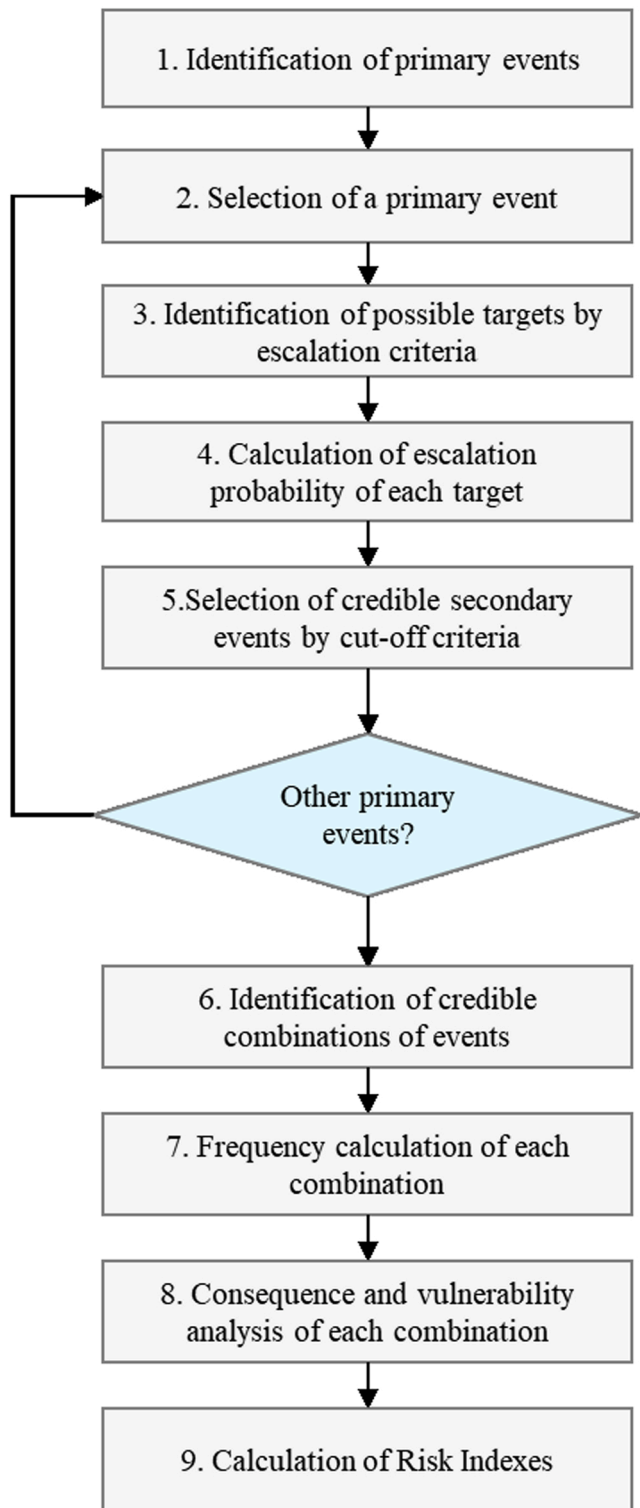 1. Identification of primary events
2. Selection of a primary event
3. Identification of possible targets by
escalation criteria
4. Calculation of escalation
probability of each target
5.Selection of credible secondary
events by cut-off criteria
Other primary
events?
6. Identification of credible
combinations of events
7. Frequency calculation of each
combination
8. Consequence and vulnerability
analysis of each combination
9. Calculation of Risk Indexes